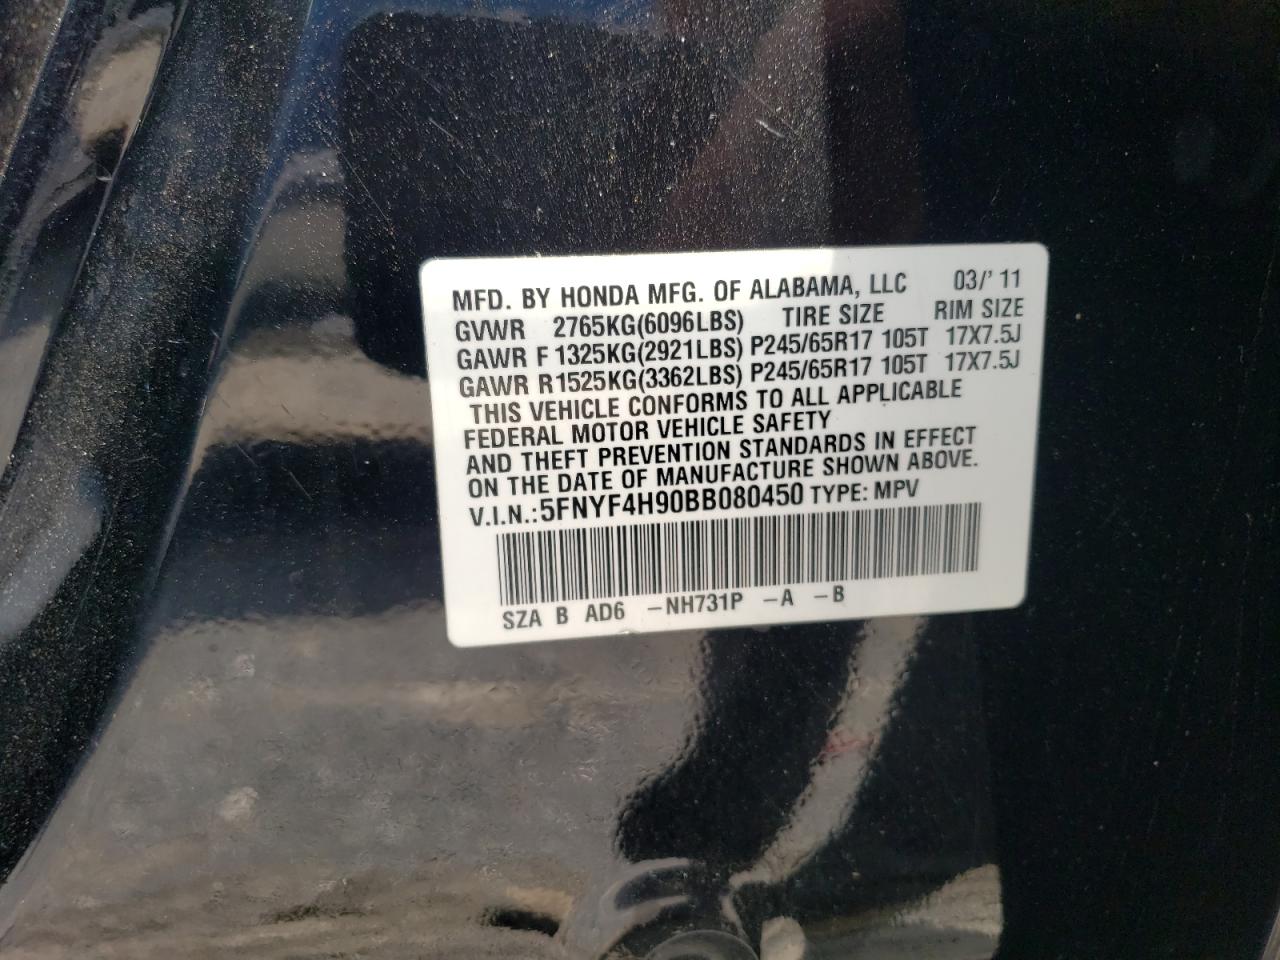 MFD. BY HONDA MFG. OF ALABAMA, LLC 03/' 11
GVWR 2765KG(6096LBS) TIRE SIZE RIM SIZE
GAWR F 1325KG(2921LBS) P245/65R17 105T 17X7.5J
GAWR R1525KG(3362LBS) P245/65R17 105T 17X7.5J
THIS VEHICLE CONFORMS TO ALL APPLICABLE
FEDERAL MOTOR VEHICLE SAFETY
AND THEFT PREVENTION STANDARDS IN EFFECT
ON THE DATE OF MANUFACTURE SHOWN ABOVE.
V.I.N.:5FNYF4H90BB080450 TYPE: MPV
SZA B AD6 -NH731P -A -B